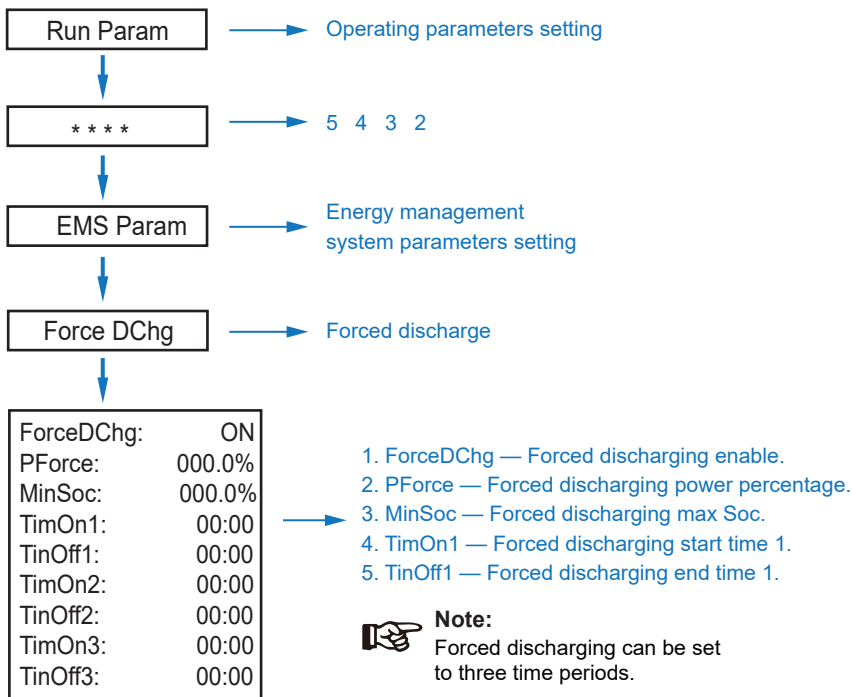 Run Param
Operating parameters setting
* * * *
5 4 3 2
EMS Param
Energy management
system parameters setting
Force DChg
Forced discharge
ForceDChg: ON
PForce: 000.0%
MinSoc: 000.0%
TimOn1: 00:00
TinOff1: 00:00
TimOn2: 00:00
TinOff2: 00:00
TimOn3: 00:00
TinOff3: 00:00
1. ForceDChg — Forced discharging enable.
2. PForce — Forced discharging power percentage.
3. MinSoc — Forced discharging max Soc.
4. TimOn1 — Forced discharging start time 1.
5. TinOff1 — Forced discharging end time 1.
Note:
Forced discharging can be set
to three time periods.